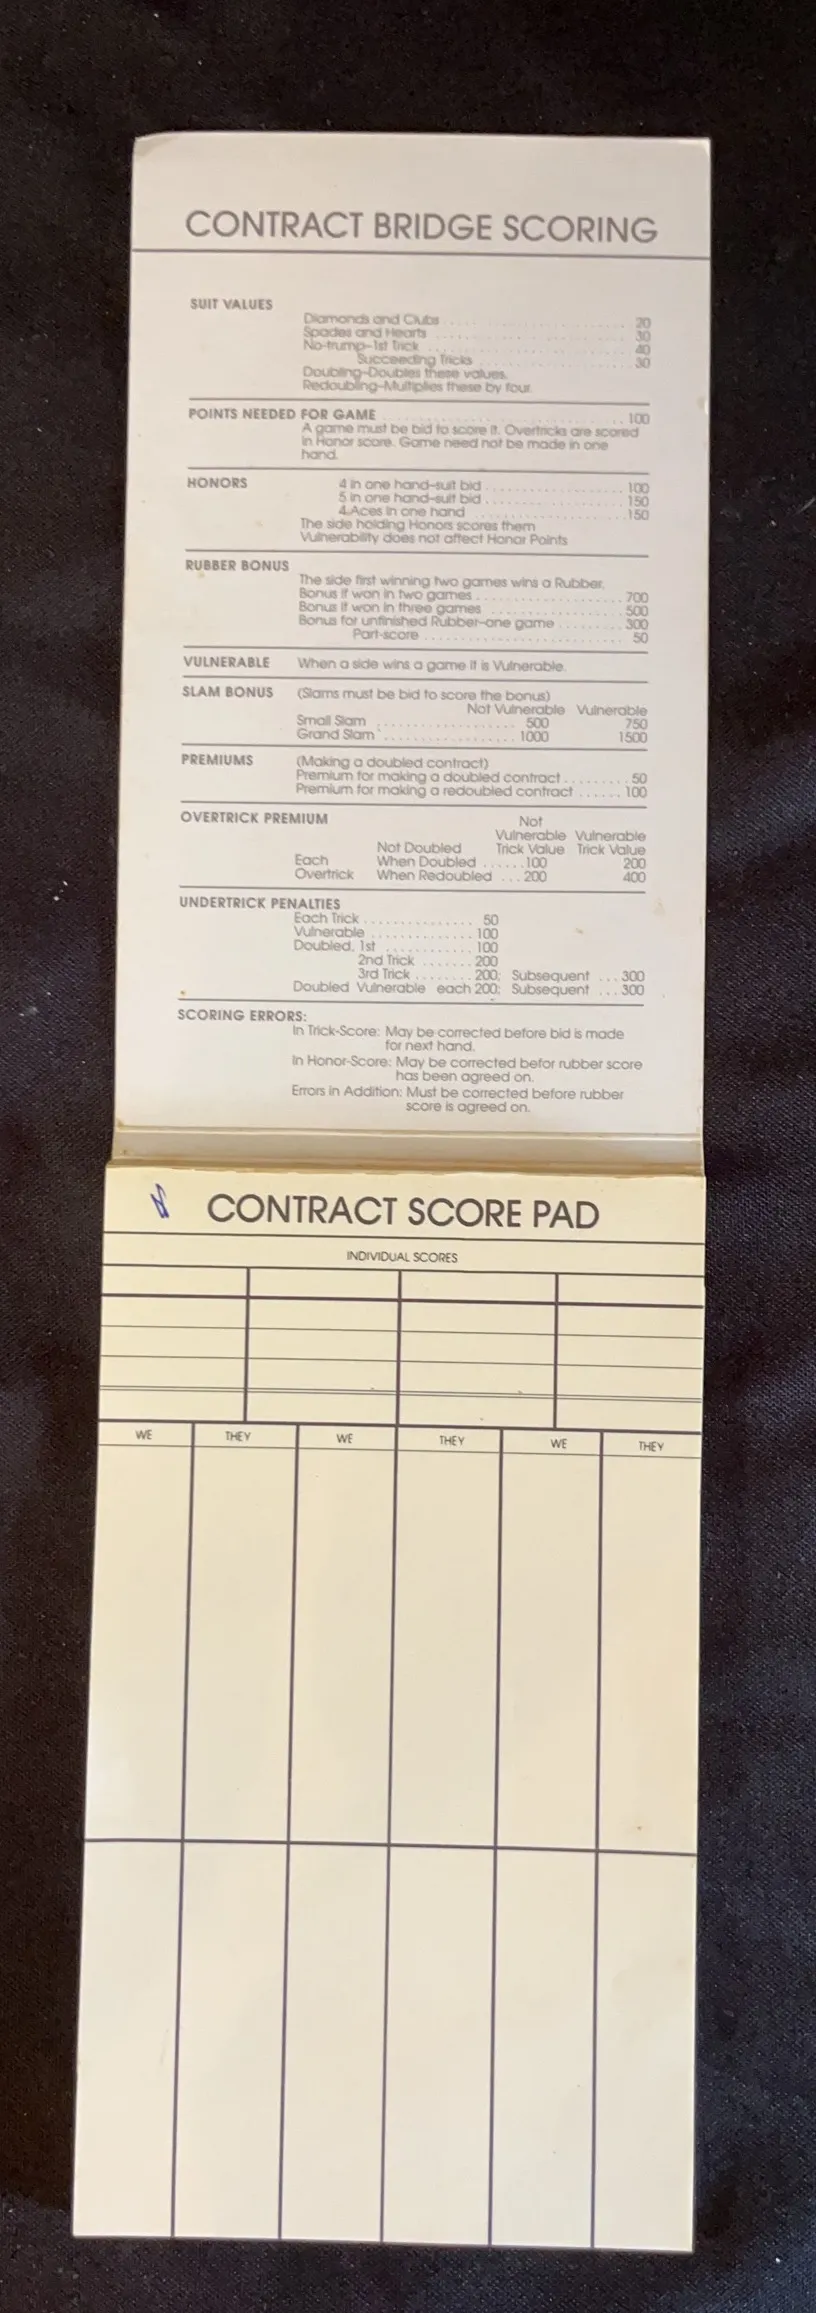 CONTRACT BRIDGE SCORING
SUIT VALUES
Diamonds and Clubs . . . . . . . . . . . . . . . . . . . . . . . . . . 20
Spades and Hearts . . . . . . . . . . . . . . . . . . . . . . . . . . . 30
No-trump–1st Trick . . . . . . . . . . . . . . . . . . . . . . . . . . . 40
Succeeding Tricks . . . . . . . . . . . . . . . . . . . . . 30
Doubling–Doubles these values.
Redoubling–Multiplies these by four.
POINTS NEEDED FOR GAME . . . . . . . . . . . . . . . . . . . . . . . . . . . . . . . 100
A game must be bid to score it. Overtricks are scored
in Honor score. Game need not be made in one
hand.
HONORS 4 in one hand–suit bid . . . . . . . . . . . . . . . . . . 100
5 in one hand–suit bid . . . . . . . . . . . . . . . . . . 150
4 Aces in one hand . . . . . . . . . . . . . . . . . . . . 150
The side holding Honors scores them
Vulnerability does not affect Honor Points
RUBBER BONUS
The side first winning two games wins a Rubber.
Bonus if won in two games . . . . . . . . . . . . . . . . . . . 700
Bonus if won in three games . . . . . . . . . . . . . . . . . . 500
Bonus for unfinished Rubber–one game . . . . . . . . . 300
Part-score . . . . . . . . . . . . . . . . . . . . . . . . . . . . . 50
VULNERABLE When a side wins a game it is Vulnerable.
SLAM BONUS (Slams must be bid to score the bonus)
Not Vulnerable Vulnerable
Small Slam . . . . . . . . . . . . . . . . . . 500 750
Grand Slam . . . . . . . . . . . . . . . . . 1000 1500
PREMIUMS (Making a doubled contract)
Premium for making a doubled contract . . . . . . . . . 50
Premium for making a redoubled contract . . . . . . 100
OVERTRICK PREMIUM Not
Vulnerable Vulnerable
Not Doubled Trick Value Trick Value
Each When Doubled . . . . . . 100 200
Overtrick When Redoubled . . . 200 400
UNDERTRICK PENALTIES
Each Trick . . . . . . . . . . . . . . 50
Vulnerable . . . . . . . . . . . . . 100
Doubled, 1st . . . . . . . . . . . 100
2nd Trick . . . . . . . 200
3rd Trick . . . . . . . . 200; Subsequent . . . 300
Doubled Vulnerable each 200; Subsequent . . . 300
SCORING ERRORS:
In Trick-Score: May be corrected before bid is made
for next hand.
In Honor-Score: May be corrected befor rubber score
has been agreed on.
Errors in Addition: Must be corrected before rubber
score is agreed on.
CONTRACT SCORE PAD
INDIVIDUAL SCORES
WE THEY WE THEY WE THEY